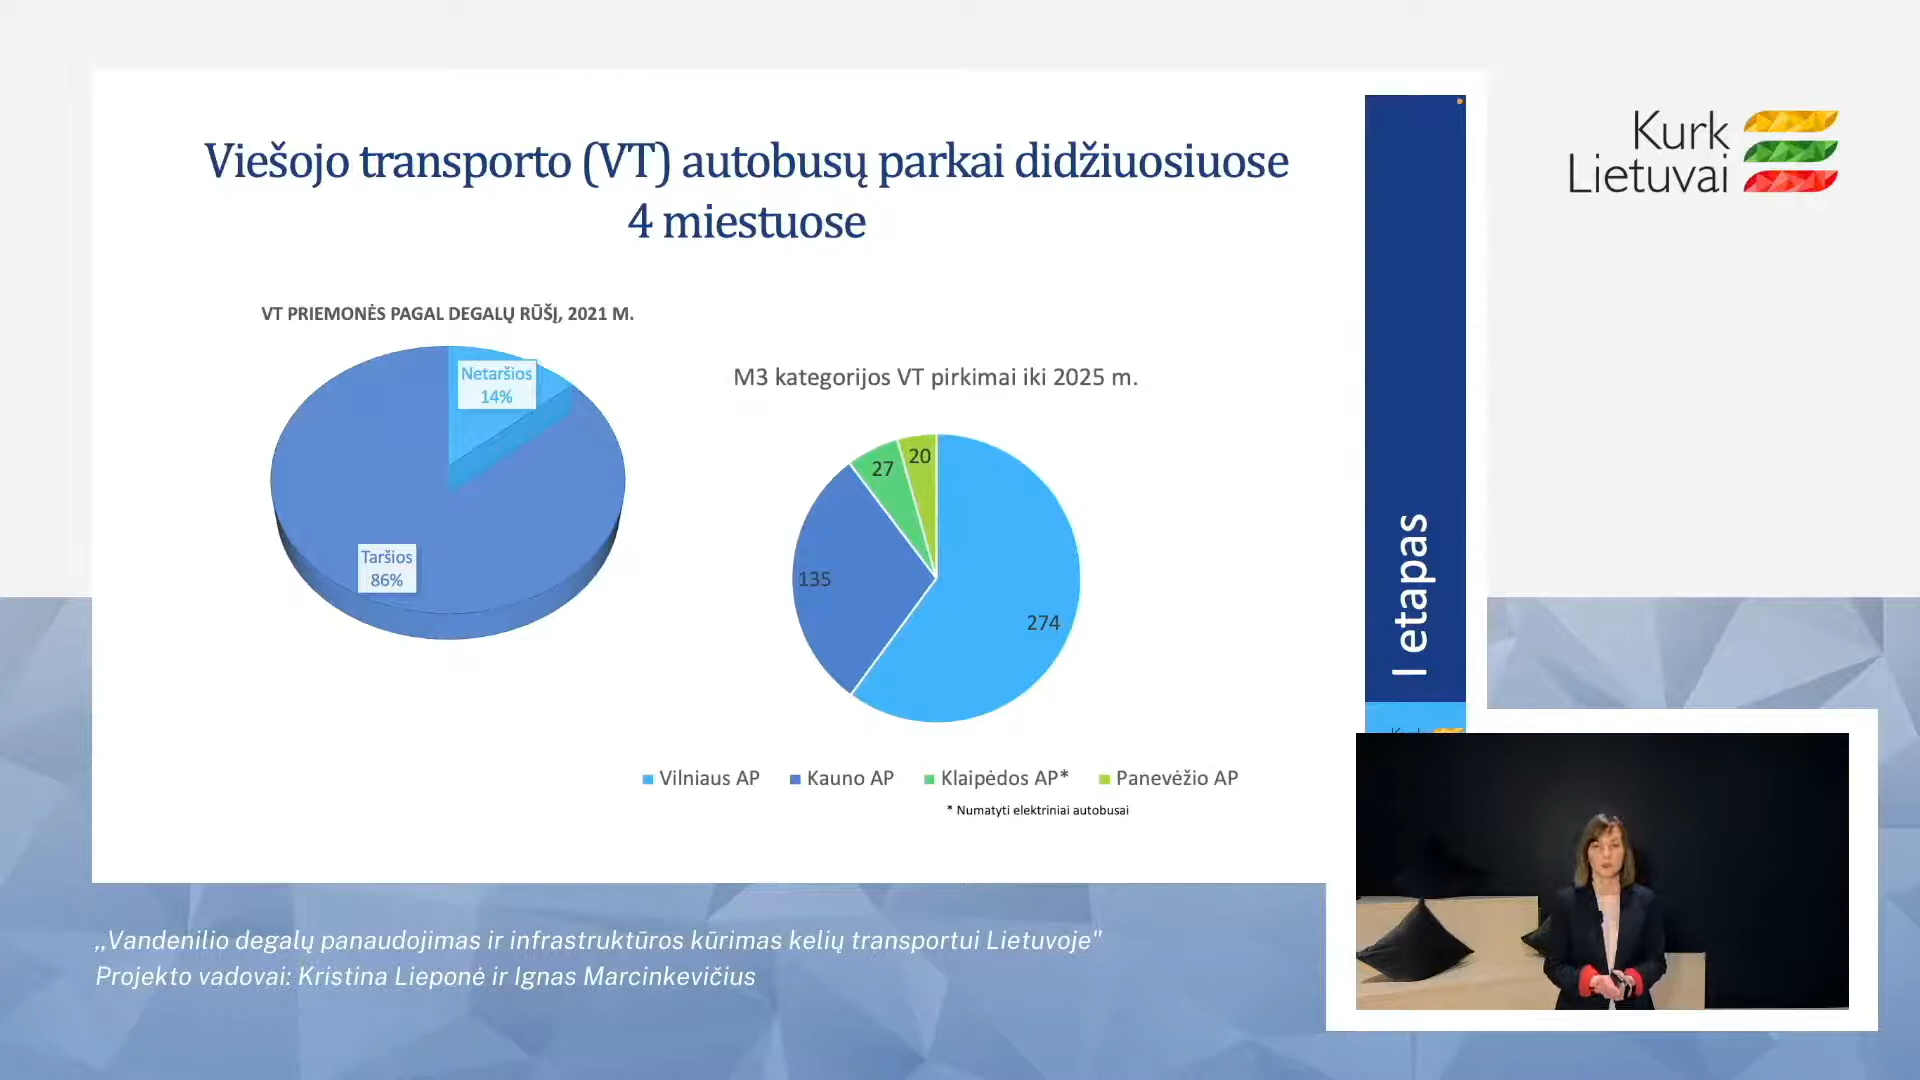 Viešojo transporto (VT) autobusų parkai didžiuosiuose
4 miestuose
VT PRIEMONĖS PAGAL DEGALŲ RŪŠĮ, 2021 M.
Netaršios
14%
Taršios
86%
M3 kategorijos VT pirkimai iki 2025 m.
20
27
135
274
Vilniaus AP
Kauno AP
Klaipėdos AP*
Panevėžio AP
* Numatyti elektriniai autobusai
I etapas
Kurk
Lietuvai
,,Vandenilio degalų panaudojimas ir infrastruktūros kūrimas kelių transportui Lietuvoje"
Projekto vadovai: Kristina Lieponė ir Ignas Marcinkevičius